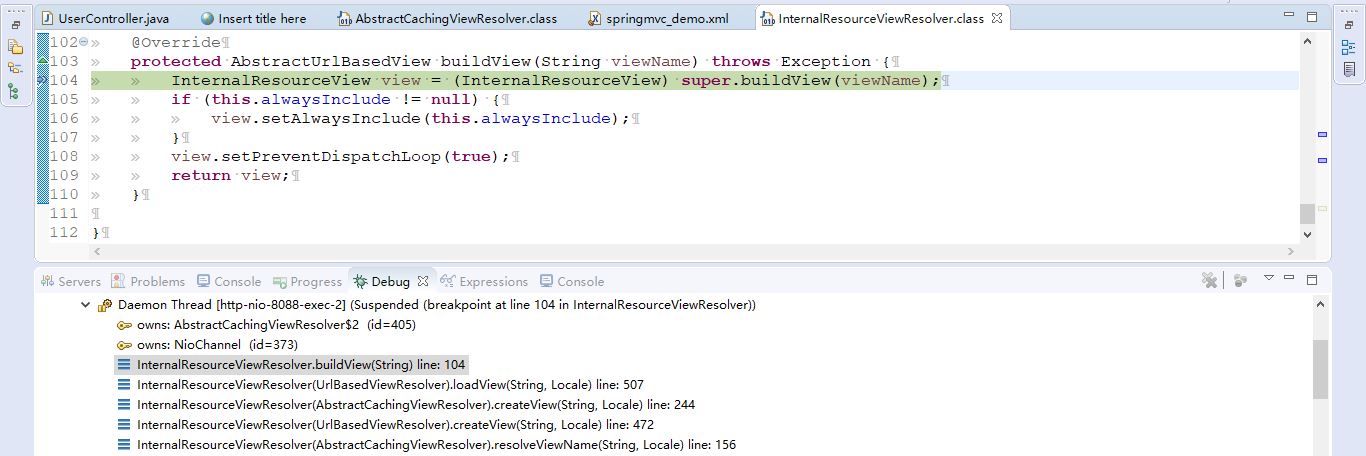 UserController.java Insert title here AbstractCachingViewResolver.class springmvc_demo.xml InternalResourceViewResolver.class
102 @Override¶
103 protected AbstractUrlBasedView buildView(String viewName) throws Exception {¶
104 InternalResourceView view = (InternalResourceView) super.buildView(viewName);¶
105 if (this.alwaysInclude != null) {¶
106 view.setAlwaysInclude(this.alwaysInclude);¶
107 }¶
108 view.setPreventDispatchLoop(true);¶
109 return view;¶
110 }¶
111 ¶
112 }¶
Servers Problems Console Progress Debug Expressions Console
Daemon Thread [http-nio-8088-exec-2] (Suspended (breakpoint at line 104 in InternalResourceViewResolver))
owns: AbstractCachingViewResolver$2 (id=405)
owns: NioChannel (id=373)
InternalResourceViewResolver.buildView(String) line: 104
InternalResourceViewResolver(UrlBasedViewResolver).loadView(String, Locale) line: 507
InternalResourceViewResolver(AbstractCachingViewResolver).createView(String, Locale) line: 244
InternalResourceViewResolver(UrlBasedViewResolver).createView(String, Locale) line: 472
InternalResourceViewResolver(AbstractCachingViewResolver).resolveViewName(String, Locale) line: 156